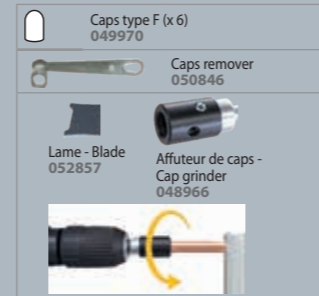 Caps type F (x 6)
049970
Caps remover
050846
Lame - Blade
052857
Affuteur de caps -
Cap grinder
048966